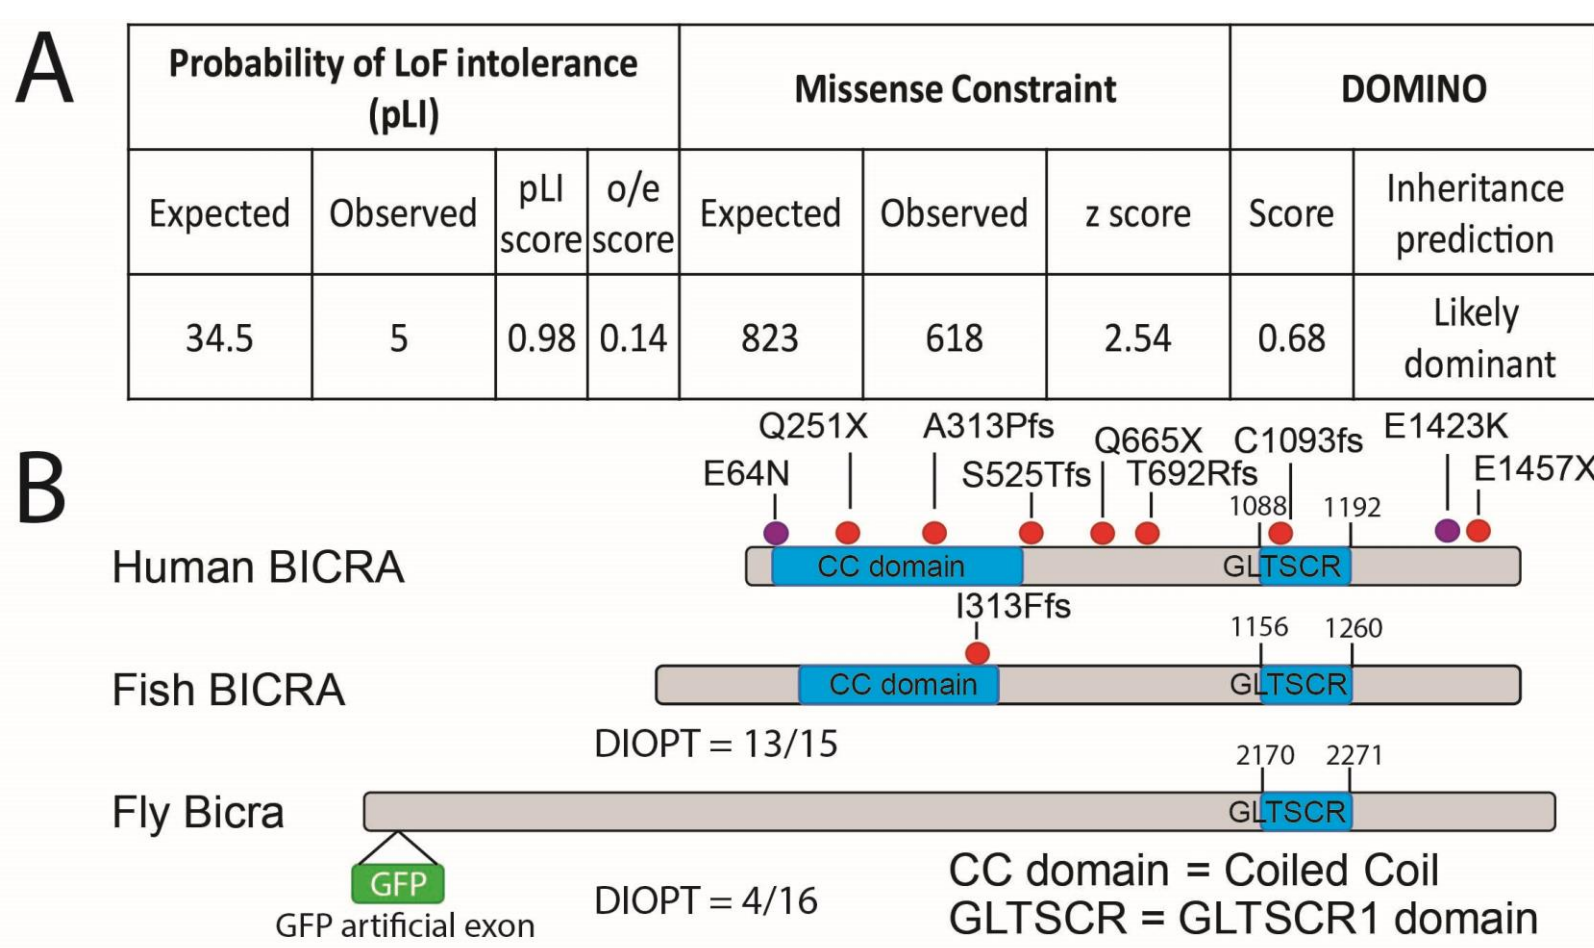 A
Probability of LoF intolerance
(pLI)
Missense Constraint
DOMINO
Expected
Observed
pLI
score
o/e
score
Expected
Observed
z score
Score
Inheritance
prediction
34.5
5
0.98
0.14
823
618
2.54
0.68
Likely
dominant
B
Q251X
A313Pfs
Q665X
C1093fs
E1423K
E64N
S525Tfs
T692Rfs
E1457X
1088
1192
Human BICRA
CC domain
GLTSCR
I313Ffs
1156
1260
Fish BICRA
CC domain
GLTSCR
DIOPT = 13/15
2170
2271
Fly Bicra
GLTSCR
GFP
GFP artificial exon
DIOPT = 4/16
CC domain = Coiled Coil
GLTSCR = GLTSCR1 domain